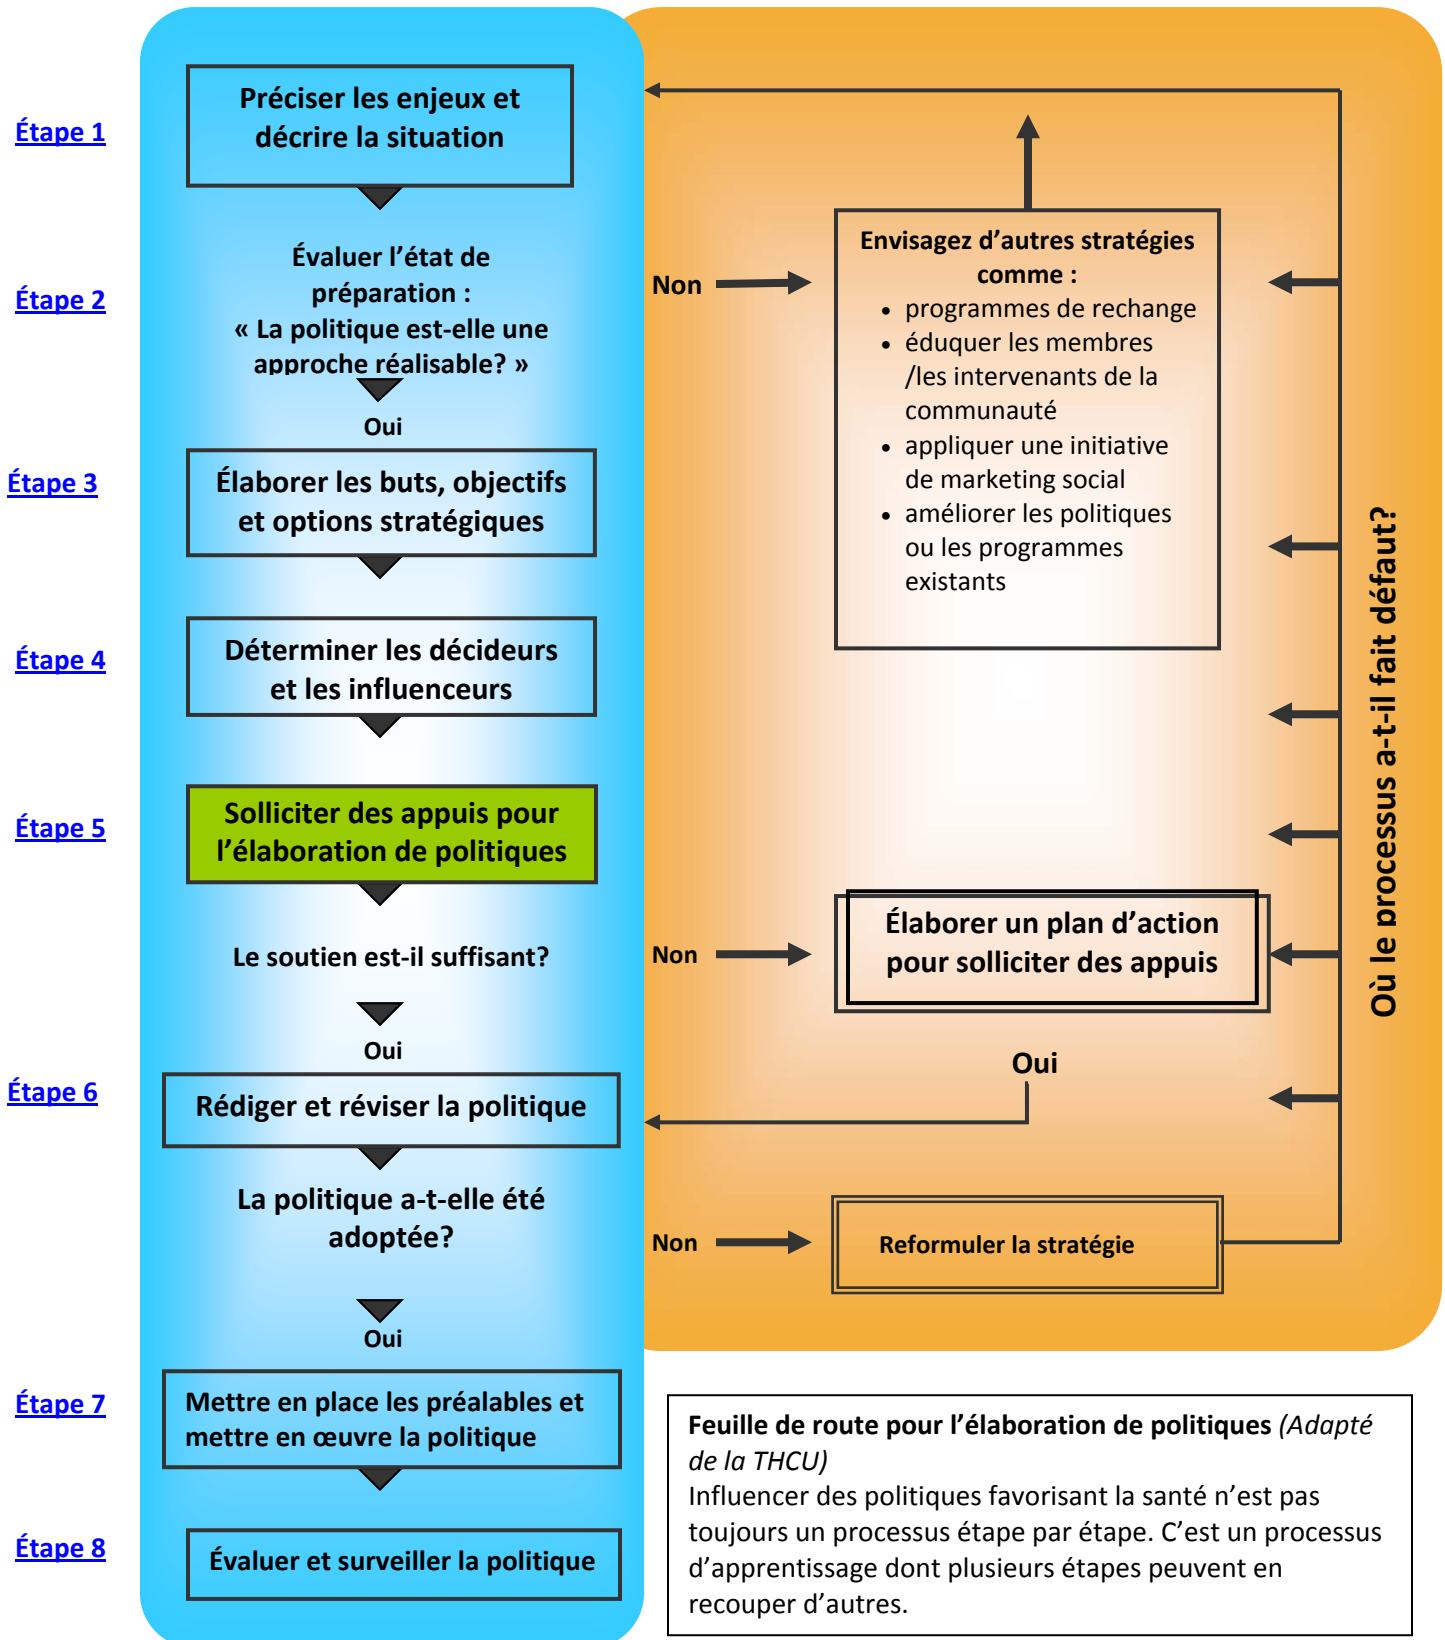 Étape 1
Préciser les enjeux et
décrire la situation
Étape 2
Évaluer l’état de
préparation :
« La politique est-elle une
approche réalisable? »
Non
Envisagez d’autres stratégies
comme :
• programmes de rechange
• éduquer les membres
/les intervenants de la
communauté
• appliquer une initiative
de marketing social
• améliorer les politiques
ou les programmes
existants
Oui
Étape 3
Élaborer les buts, objectifs
et options stratégiques
Étape 4
Déterminer les décideurs
et les influenceurs
Où le processus a-t-il fait défaut?
Étape 5
Solliciter des appuis pour
l’élaboration de politiques
Le soutien est-il suffisant?
Non
Élaborer un plan d’action
pour solliciter des appuis
Oui
Oui
Étape 6
Rédiger et réviser la politique
La politique a-t-elle été
adoptée?
Non
Reformuler la stratégie
Oui
Étape 7
Mettre en place les préalables et
mettre en œuvre la politique
Étape 8
Évaluer et surveiller la politique
Feuille de route pour l’élaboration de politiques (Adapté
de la THCU)
Influencer des politiques favorisant la santé n’est pas
toujours un processus étape par étape. C’est un processus
d’apprentissage dont plusieurs étapes peuvent en
recouper d’autres.